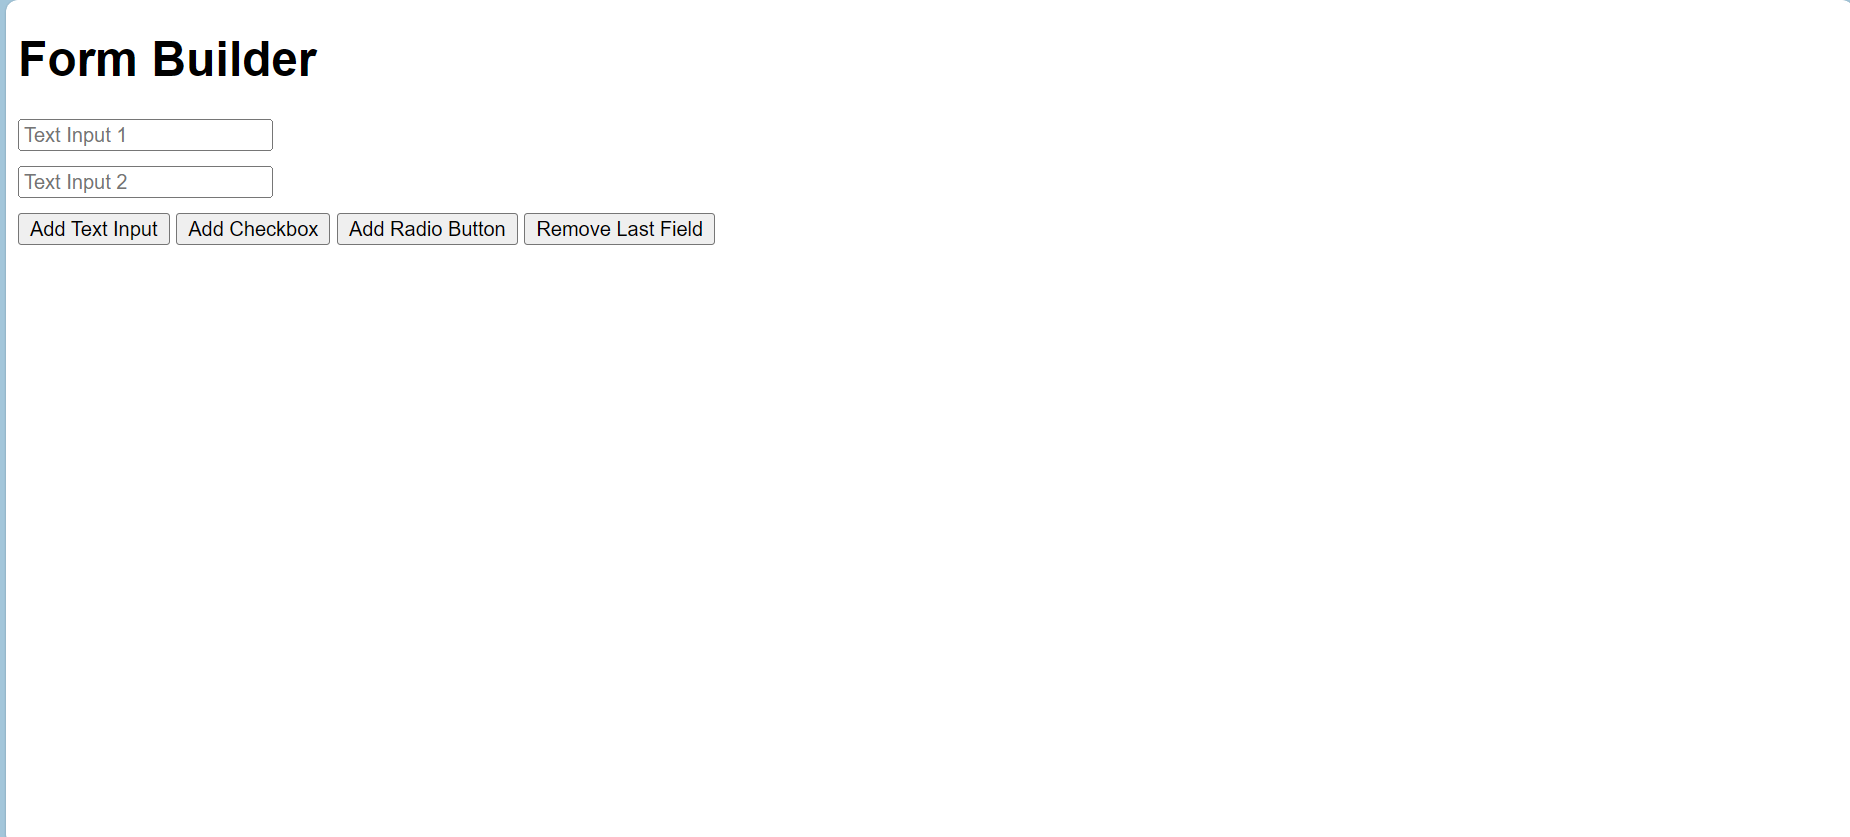 Form Builder
Text Input 1
Text Input 2
Add Text Input Add Checkbox Add Radio Button Remove Last Field